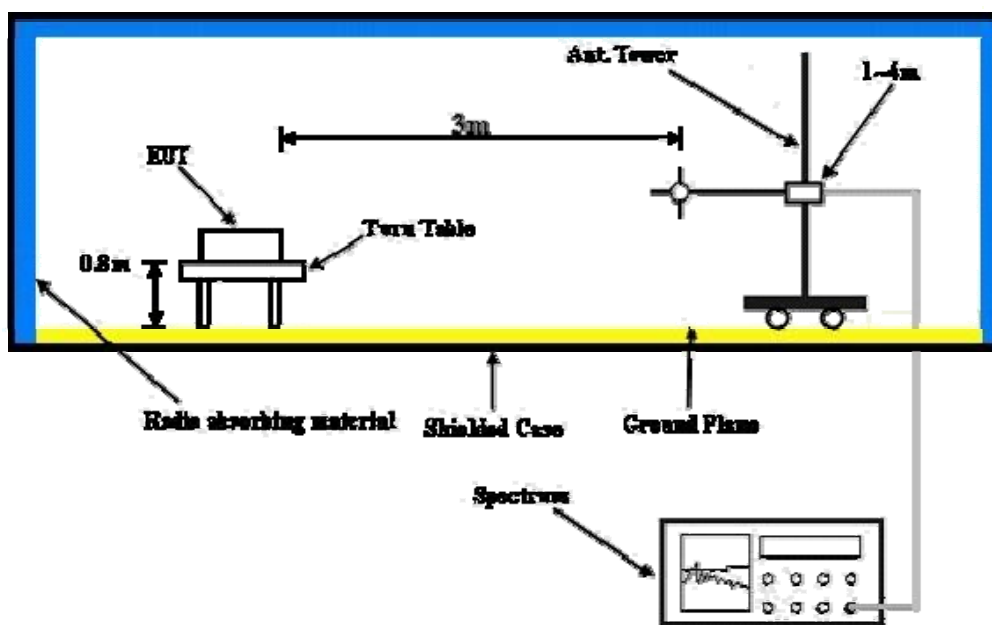 Ant. Tower
1~4m
3m
EUT
Turn Table
0.8m
Radio absorbing material
Shielded Case
Ground Plane
Spectrum